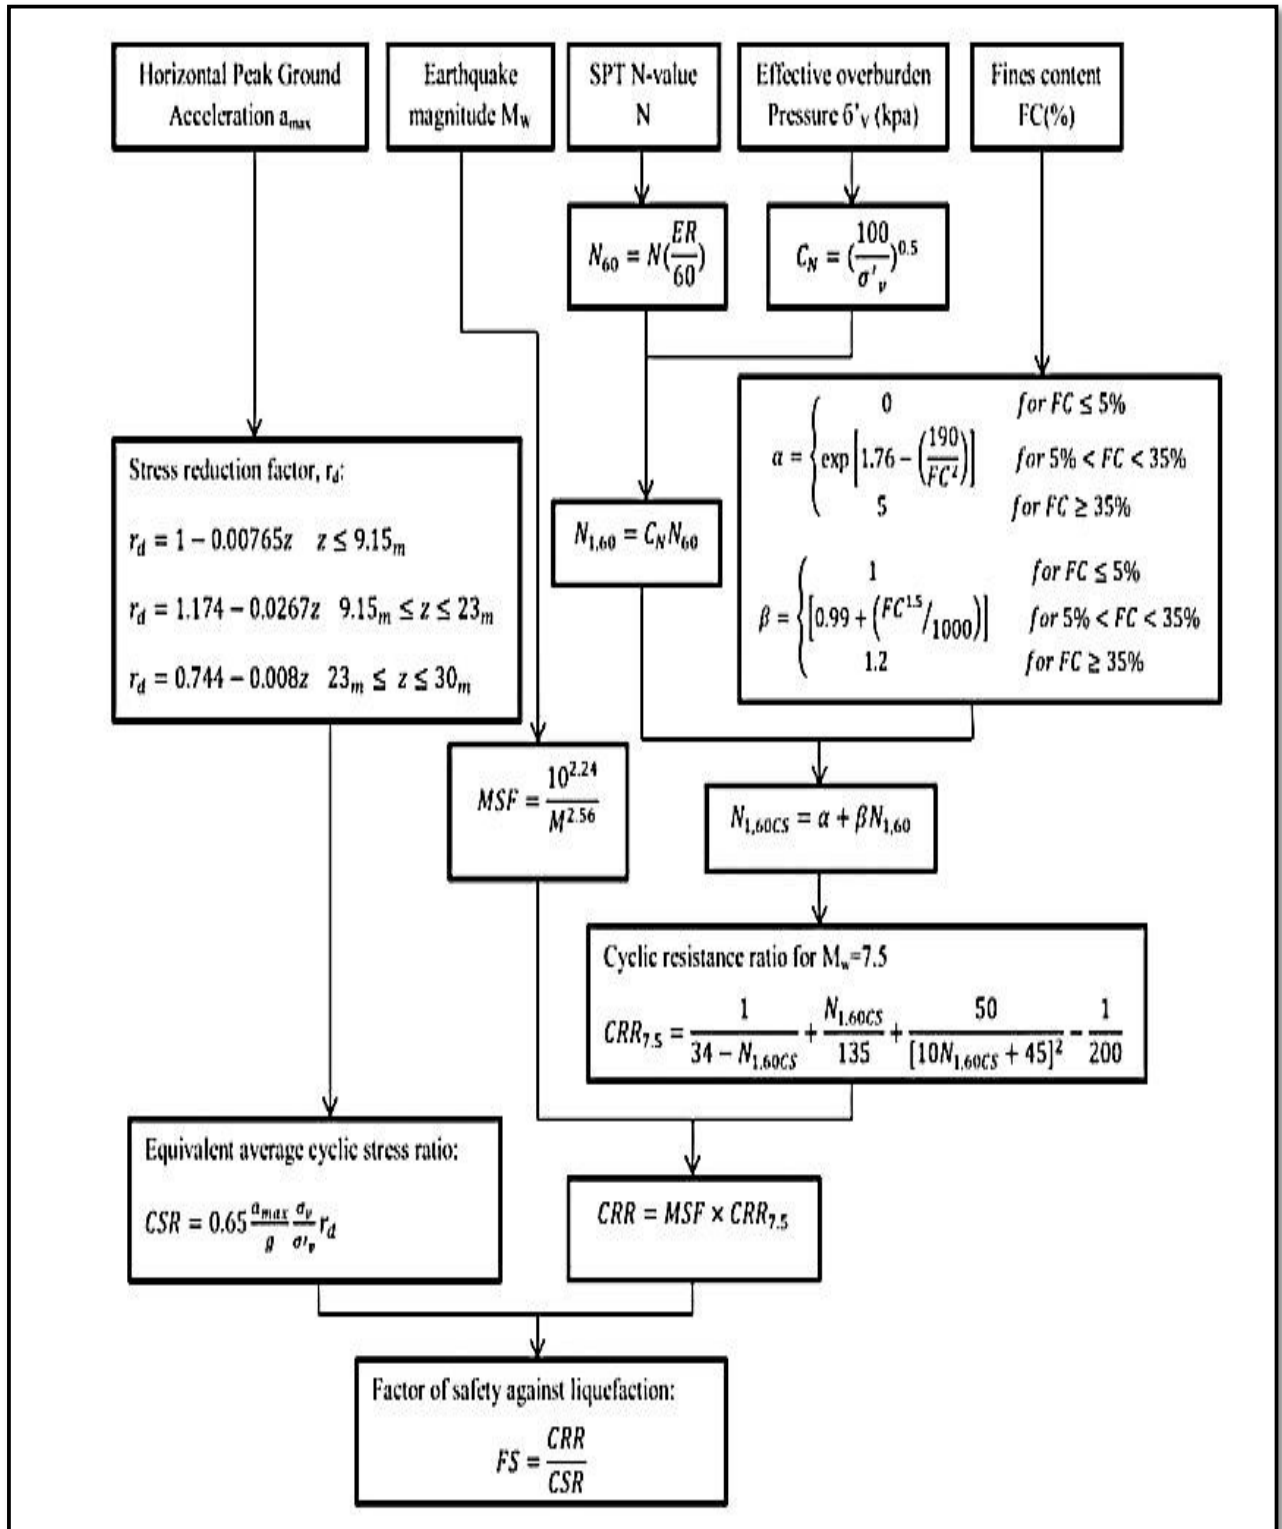 Horizontal Peak Ground
Acceleration a_max
Earthquake
magnitude M_W
SPT N-value
N
Effective overburden
Pressure б'_V (kpa)
Fines content
FC(%)
N_60 = N(ER/60)
C_N = (100/σ'_v)^0.5
α = { 0 for FC ≤ 5%
exp[1.76 − (190/FC^2)] for 5% < FC < 35%
5 for FC ≥ 35%
β = { 1 for FC ≤ 5%
[0.99 + (FC^1.5/1000)] for 5% < FC < 35%
1.2 for FC ≥ 35%
Stress reduction factor, r_d:
r_d = 1 − 0.00765z z ≤ 9.15_m
r_d = 1.174 − 0.0267z 9.15_m ≤ z ≤ 23_m
r_d = 0.744 − 0.008z 23_m ≤ z ≤ 30_m
N_1,60 = C_N N_60
MSF = 10^2.24/M^2.56
N_1,60CS = α + βN_1,60
Cyclic resistance ratio for M_w=7.5
CRR_7.5 = 1/(34 − N_1,60CS) + N_1,60CS/135 + 50/[10N_1,60CS + 45]^2 − 1/200
Equivalent average cyclic stress ratio:
CSR = 0.65 a_max/g σ_v/σ'_v r_d
CRR = MSF × CRR_7.5
Factor of safety against liquefaction:
FS = CRR/CSR